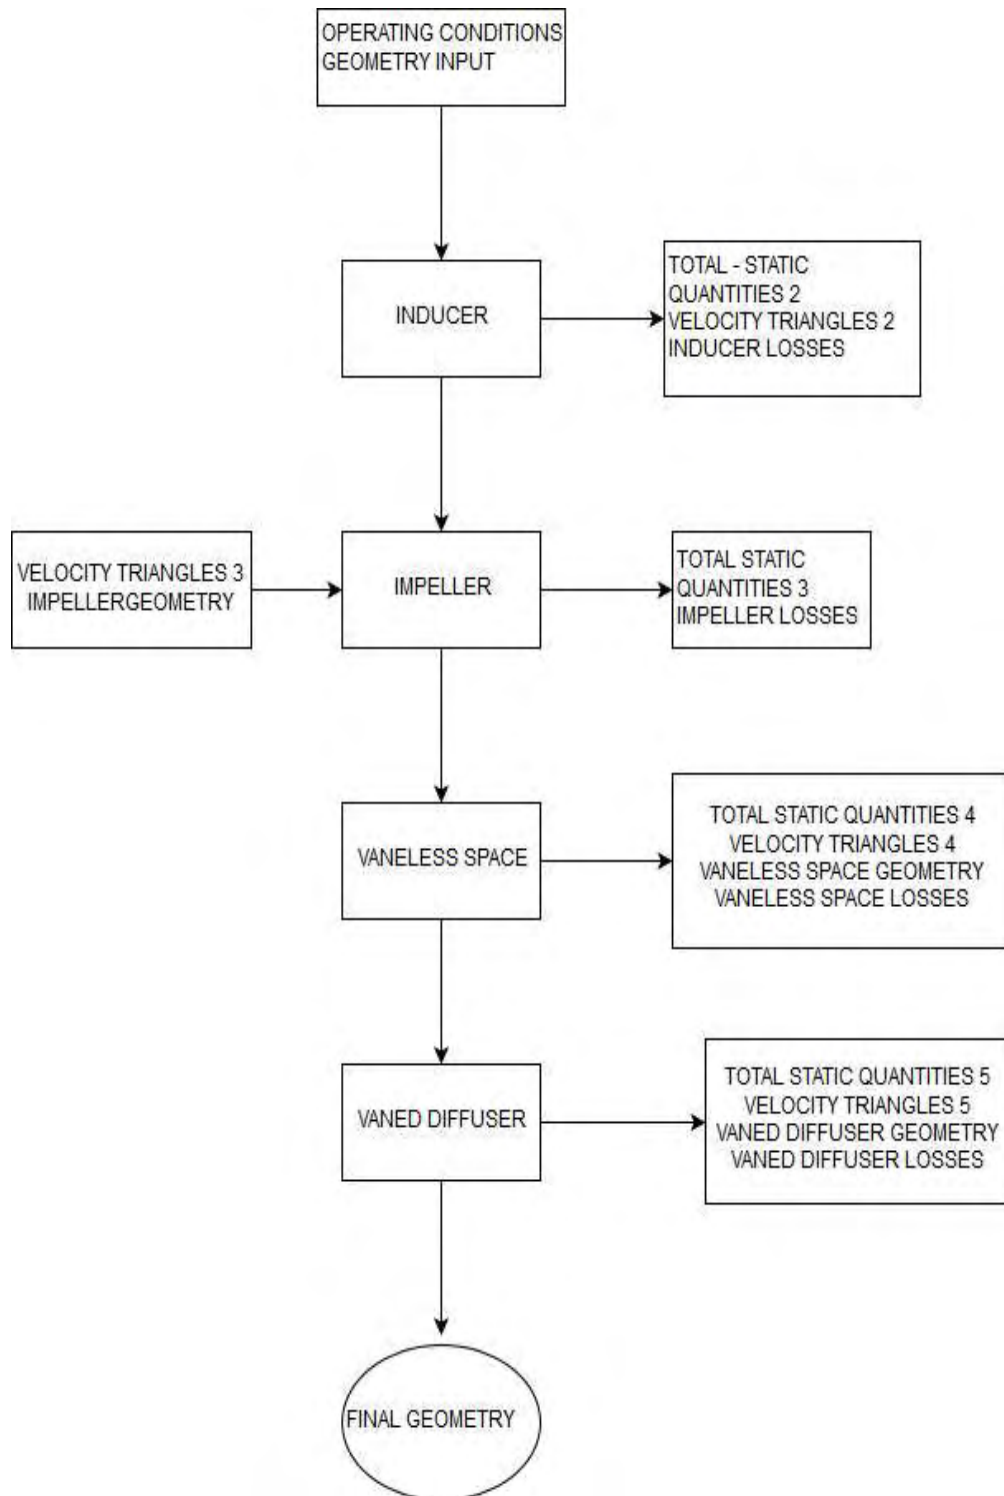 OPERATING CONDITIONS
GEOMETRY INPUT
INDUCER
TOTAL - STATIC
QUANTITIES 2
VELOCITY TRIANGLES 2
INDUCER LOSSES
VELOCITY TRIANGLES 3
IMPELLERGEOMETRY
IMPELLER
TOTAL STATIC
QUANTITIES 3
IMPELLER LOSSES
VANELESS SPACE
TOTAL STATIC QUANTITIES 4
VELOCITY TRIANGLES 4
VANELESS SPACE GEOMETRY
VANELESS SPACE LOSSES
VANED DIFFUSER
TOTAL STATIC QUANTITIES 5
VELOCITY TRIANGLES 5
VANED DIFFUSER GEOMETRY
VANED DIFFUSER LOSSES
FINAL GEOMETRY